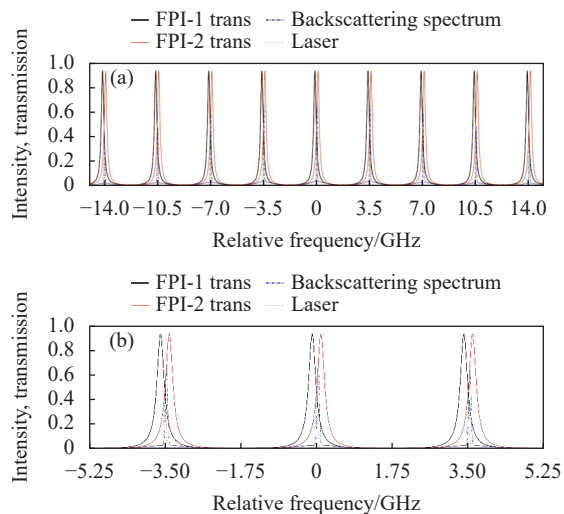 FPI-1 trans Backscattering spectrum
FPI-2 trans Laser
Intensity, transmission
(a)
1.0
0.8
0.6
0.4
0.2
0
−14.0 −10.5 −7.0 −3.5 0 3.5 7.0 10.5 14.0
Relative frequency/GHz
FPI-1 trans Backscattering spectrum
FPI-2 trans Laser
Intensity, transmission
(b)
1.0
0.8
0.6
0.4
0.2
0
−5.25 −3.50 −1.75 0 1.75 3.50 5.25
Relative frequency/GHz